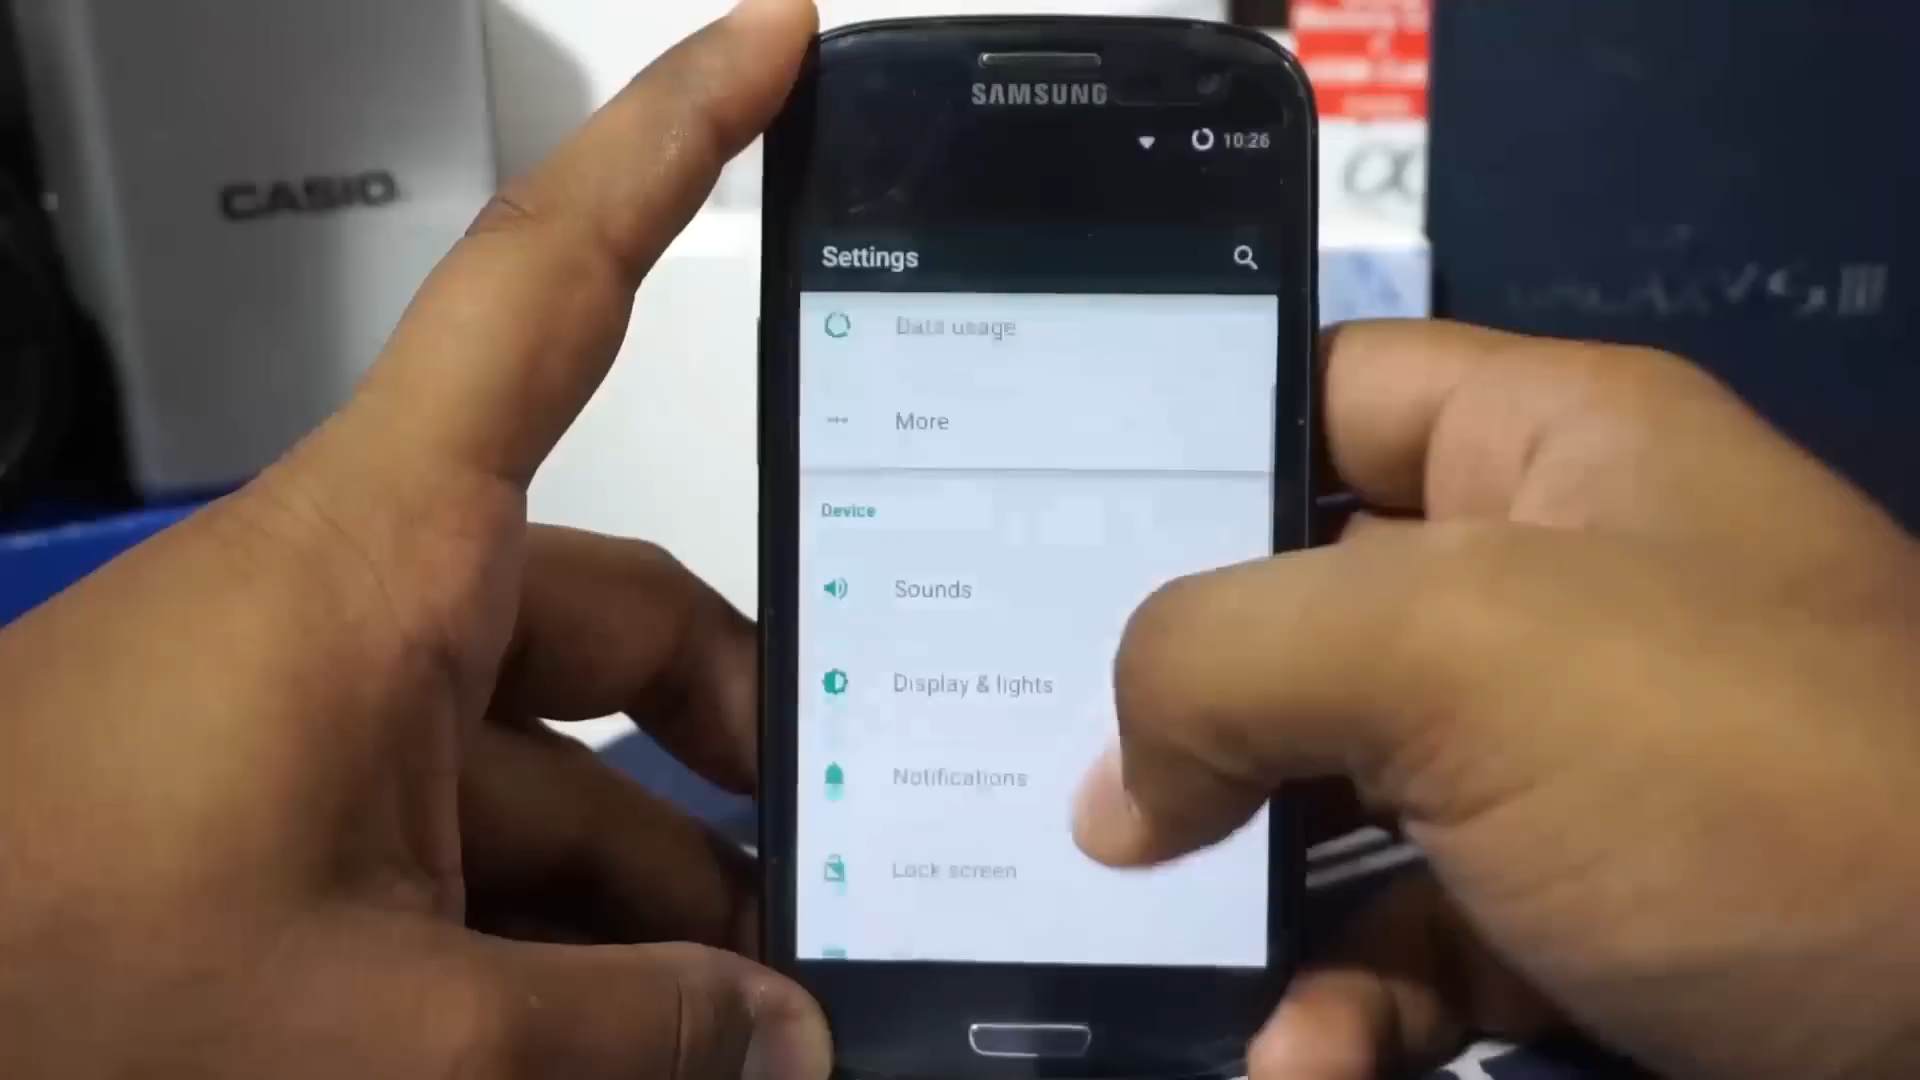 CASIO
SAMSUNG
10:26
Settings
Data usage
More
Device
Sounds
Display & lights
Notifications
Lock screen